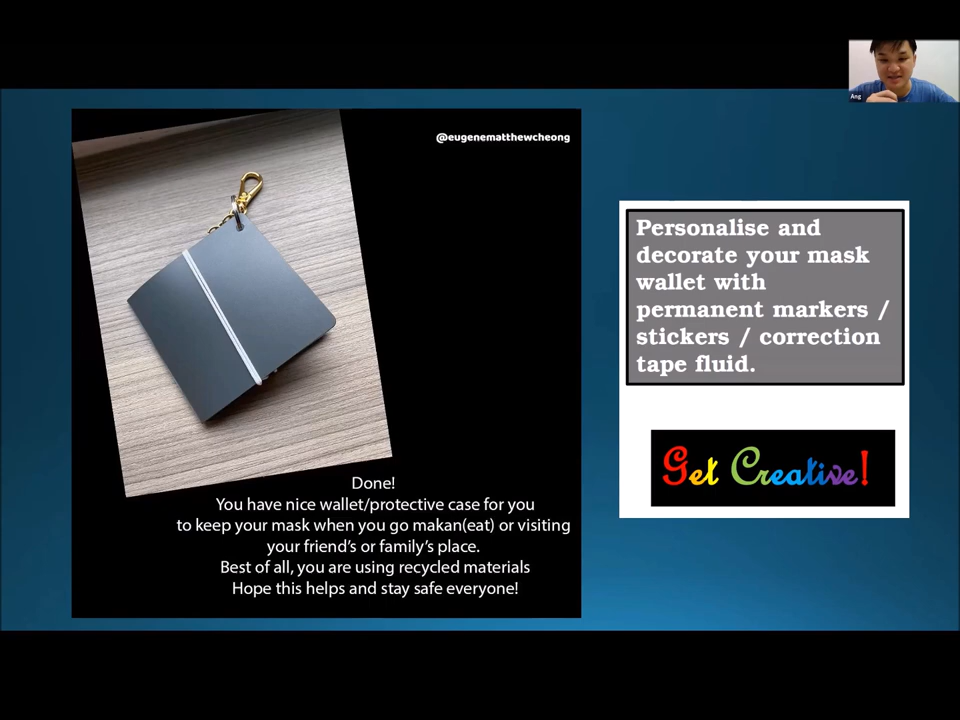 @eugenematthewcheong
Done!
You have nice wallet/protective case for you
to keep your mask when you go makan(eat) or visiting
your friend's or family's place.
Best of all, you are using recycled materials
Hope this helps and stay safe everyone!
Personalise and
decorate your mask
wallet with
permanent markers /
stickers / correction
tape fluid.
Get Creative!
Ang